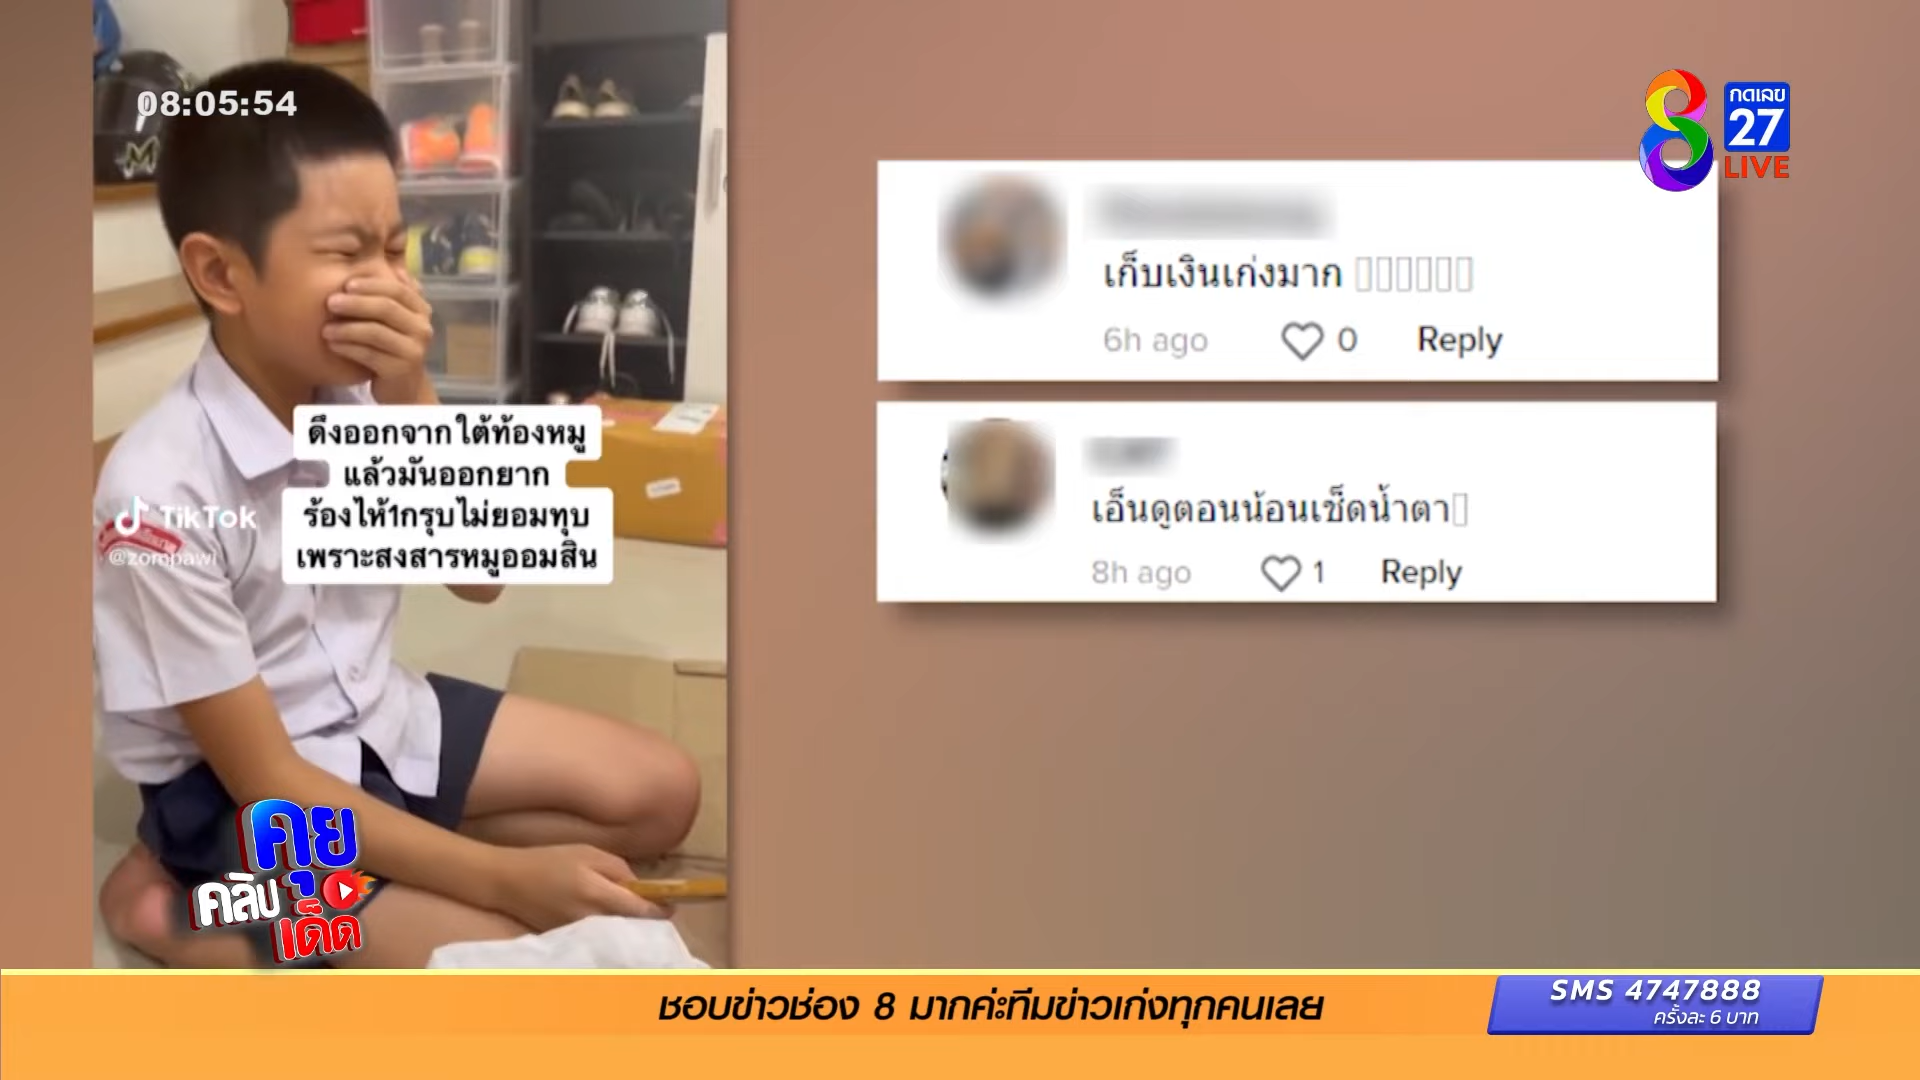 08:05:54
กดเลข
27
LIVE
8
เก็บเงินเก่งมาก
6h ago 0 Reply
เอ็นดูตอนน้อนเช็ดน้ำตา
8h ago 1 Reply
ดึงออกจากใต้ท้องหมู
แล้วมันออกยาก
ร้องไห้1กรุบไม่ยอมทุบ
เพราะสงสารหมูออมสิน
TikTok
@zompawi
M
คุย
คลิป
เด็ด
ชอบข่าวช่อง 8 มากค่ะทีมข่าวเก่งทุกคนเลย
SMS 4747888
ครั้งละ 6 บาท